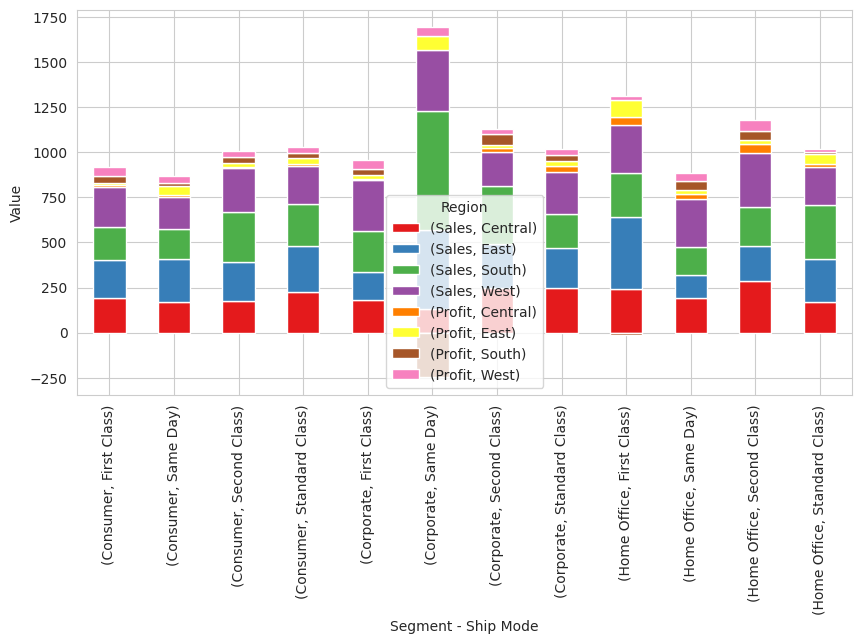 1750
1500
1250
1000
750
500
250
0
−250
Value
Region
(Sales, Central)
(Sales, East)
(Sales, South)
(Sales, West)
(Profit, Central)
(Profit, East)
(Profit, South)
(Profit, West)
(Consumer, First Class)
(Consumer, Same Day)
(Consumer, Second Class)
(Consumer, Standard Class)
(Corporate, First Class)
(Corporate, Same Day)
(Corporate, Second Class)
(Corporate, Standard Class)
(Home Office, First Class)
(Home Office, Same Day)
(Home Office, Second Class)
(Home Office, Standard Class)
Segment - Ship Mode